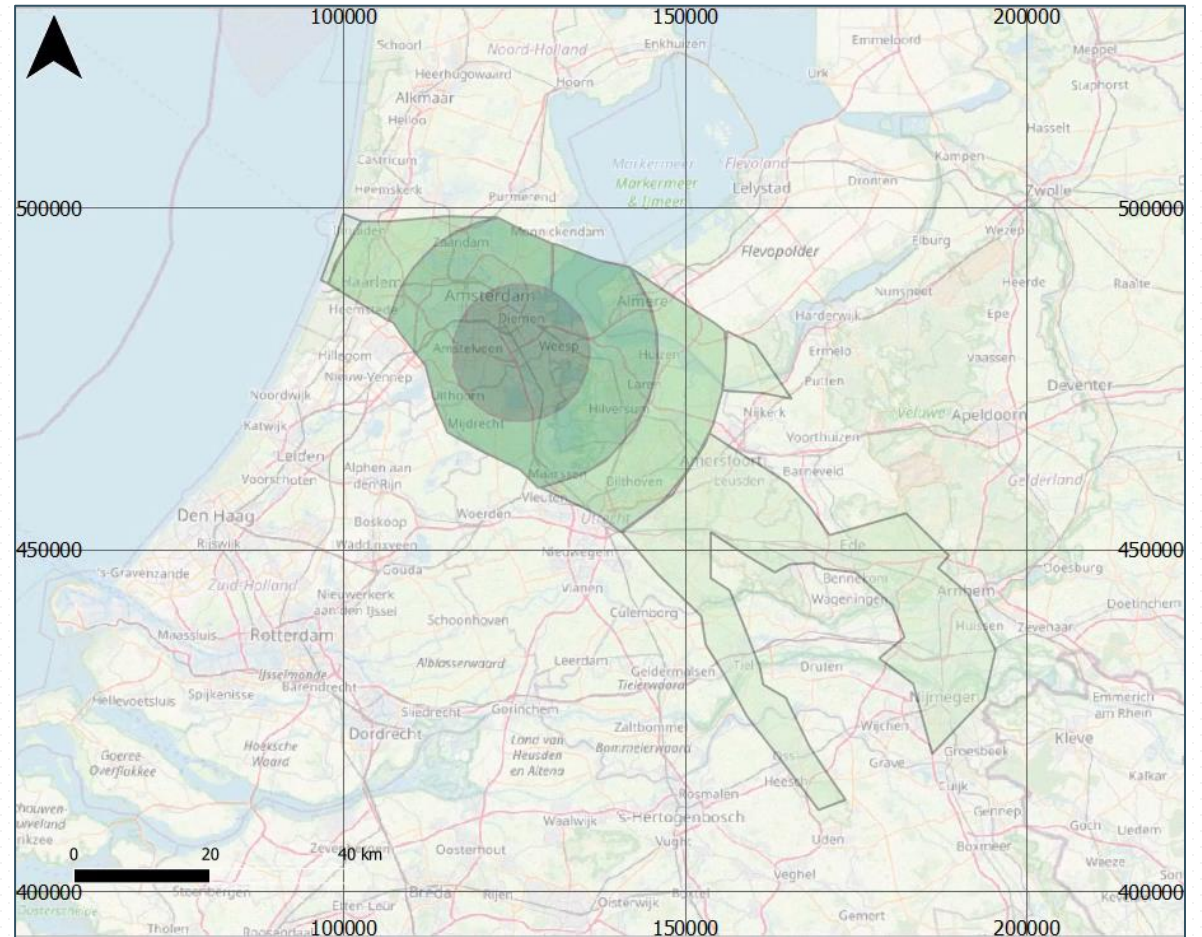 100000
150000
200000
Schoorl
Noord-Holland
Enkhuizen
Emmeloord
Meppel
Heerhugowaard
Hoorn
Urk
Staphorst
Alkmaar
Heiloo
Hasselt
Castricum
Markermeer
Flevoland
Kampen
Markermeer
& IJmeer
Lelystad
Dronten
Zwolle
Heemskerk
Purmerend
500000
500000
Monnickendam
Wezep
Zaandam
Elburg
Flevopolder
Haarlem
Nunspeet
Heerde
Raalte
Amsterdam
Almere
Heemstede
Diemen
Harderwijk
Epe
Amstelveen
Weesp
Hillegom
Huizen
Ermelo
Vaassen
Nieuw-Vennep
Laren
Putten
Deventer
Noordwijk
Uithoorn
Hilversum
Nijkerk
Veluwe
Apeldoorn
Katwijk
Mijdrecht
Voorthuizen
Leiden
Alphen aan
den Rijn
Amersfoort
Barneveld
Voorschoten
Maarssen
Bilthoven
Leusden
Gelderland
Vleuten
Den Haag
Boskoop
Woerden
Utrecht
Rijswijk
Waddinxveen
Nieuwegein
Ede
450000
450000
Doesburg
's-Gravenzande
Gouda
Zuid-Holland
Vianen
Bennekom
Arnhem
Nieuwerkerk
aan den IJssel
Wageningen
Culemborg
Doetinchem
Schoonhoven
Huissen
Zevenaar
Maassluis
Rotterdam
Alblasserwaard
Leerdam
Geldermalsen
Tiel
Druten
IJsselmonde
Barendrecht
Tielerwaard
Hellevoetsluis
Spijkenisse
Nijmegen
Emmerich
am Rhein
Sliedrecht
Gorinchem
Zaltbommel
Wijchen
Dordrecht
Hoeksche
Waard
Land van
Heusden
en Altena
Bommelerwaard
Kleve
Goeree-
Overflakkee
Oss
Grave
Groesbeek
Heesch
Cuijk
Kalkar
Rosmalen
Gennep
Waalwijk
's-Hertogenbosch
Goch
Uedem
Vught
Uden
Boxmeer
Oosterhout
0
20
40 km
Weeze
Veghel
Steenbergen
400000
Breda
Rijen
Boxtel
400000
Etten-Leur
Oisterwijk
Gemert
Tholen
Roosendaal
100000
150000
200000